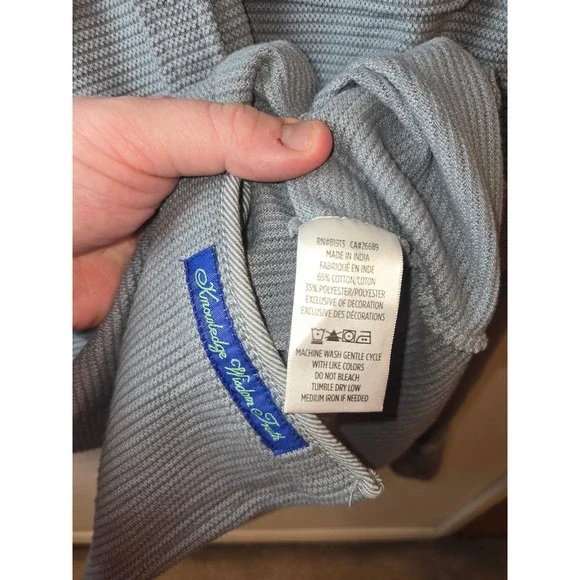 Knowledge Wisdom Truth
RN#81913 CA#26689
MADE IN INDIA
FABRIQUÉ EN INDE
65% COTTON/COTON
35% POLYESTER/POLYESTER
EXCLUSIVE OF DECORATION
EXCLUSIVE DES DÉCORATIONS
MACHINE WASH GENTLE CYCLE
WITH LIKE COLORS
DO NOT BLEACH
TUMBLE DRY LOW
MEDIUM IRON IF NEEDED